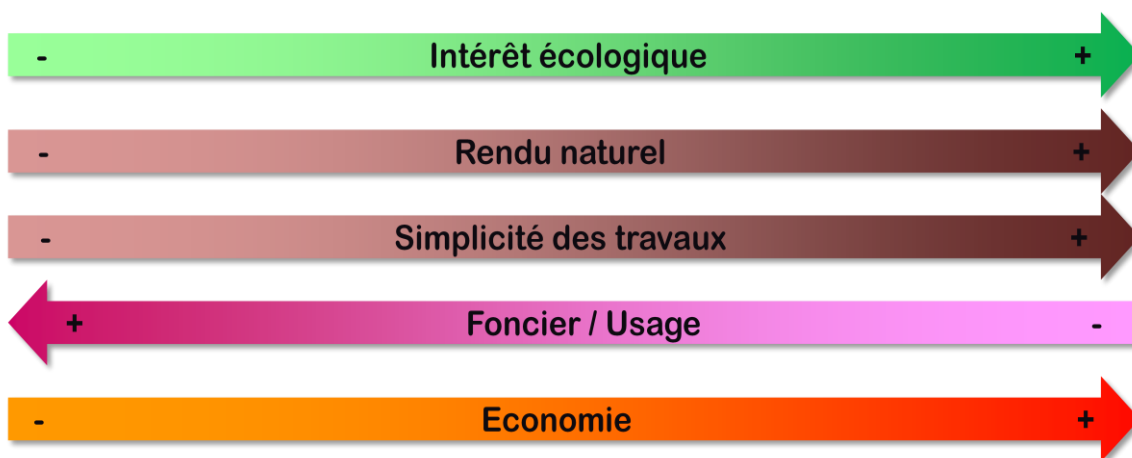 - Intérêt écologique +
- Rendu naturel +
- Simplicité des travaux +
+ Foncier / Usage -
- Economie +